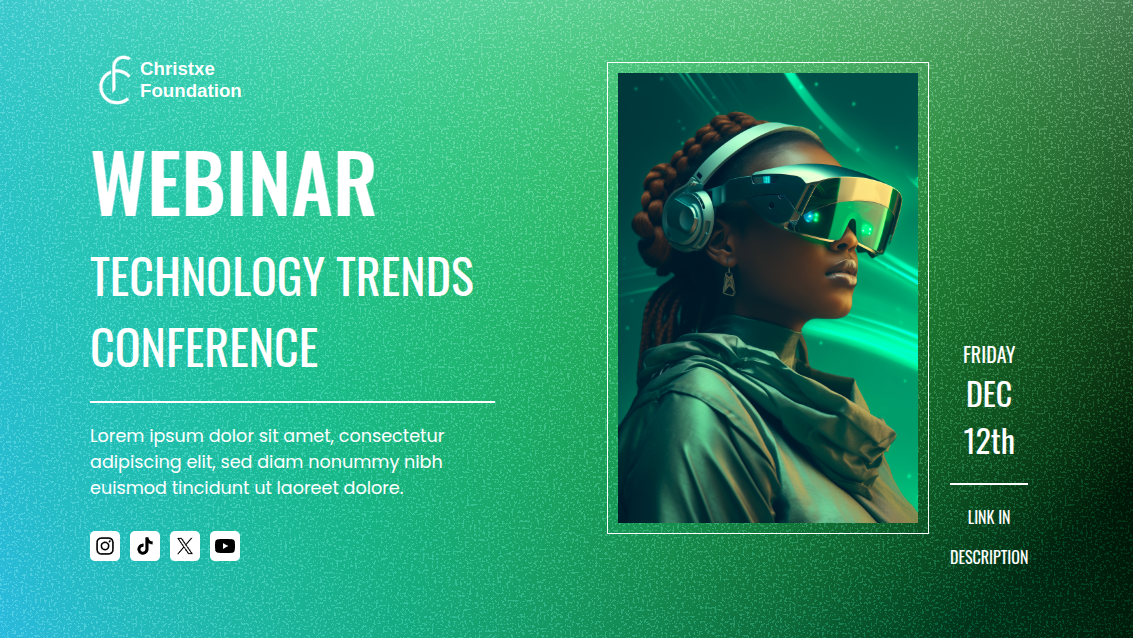 Christxe
Foundation
WEBINAR
TECHNOLOGY TRENDS
CONFERENCE
Lorem ipsum dolor sit amet, consectetur
adipiscing elit, sed diam nonummy nibh
euismod tincidunt ut laoreet dolore.
FRIDAY
DEC
12th
LINK IN
DESCRIPTION